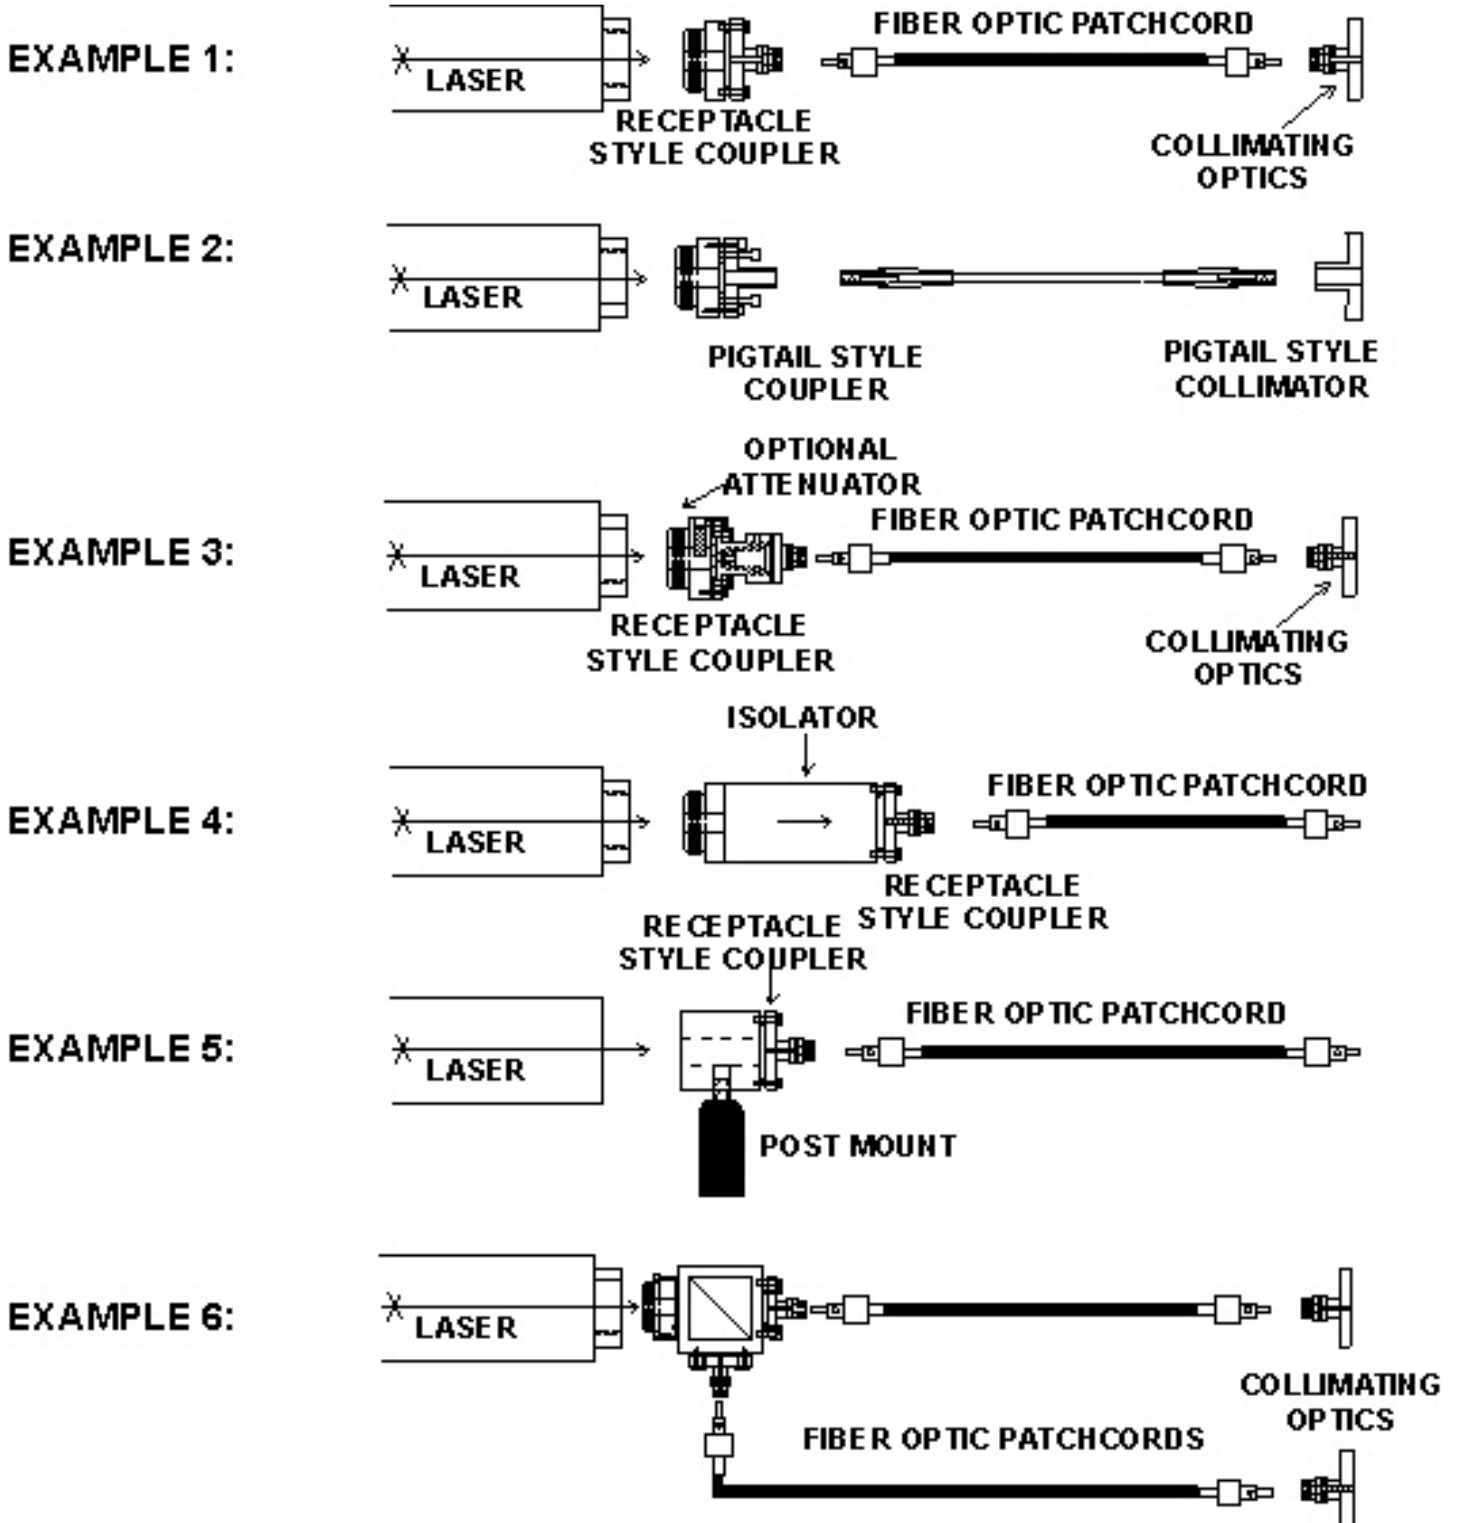 EXAMPLE 1:
LASER
RECEPTACLE
STYLE COUPLER
FIBER OPTIC PATCHCORD
COLLIMATING
OPTICS
EXAMPLE 2:
LASER
PIGTAIL STYLE
COUPLER
PIGTAIL STYLE
COLLIMATOR
EXAMPLE 3:
LASER
OPTIONAL
ATTENUATOR
RECEPTACLE
STYLE COUPLER
FIBER OPTIC PATCHCORD
COLLIMATING
OPTICS
EXAMPLE 4:
LASER
ISOLATOR
RECEPTACLE
STYLE COUPLER
FIBER OPTIC PATCHCORD
EXAMPLE 5:
LASER
RECEPTACLE
STYLE COUPLER
POST MOUNT
FIBER OPTIC PATCHCORD
EXAMPLE 6:
LASER
FIBER OPTIC PATCHCORDS
COLLIMATING
OPTICS